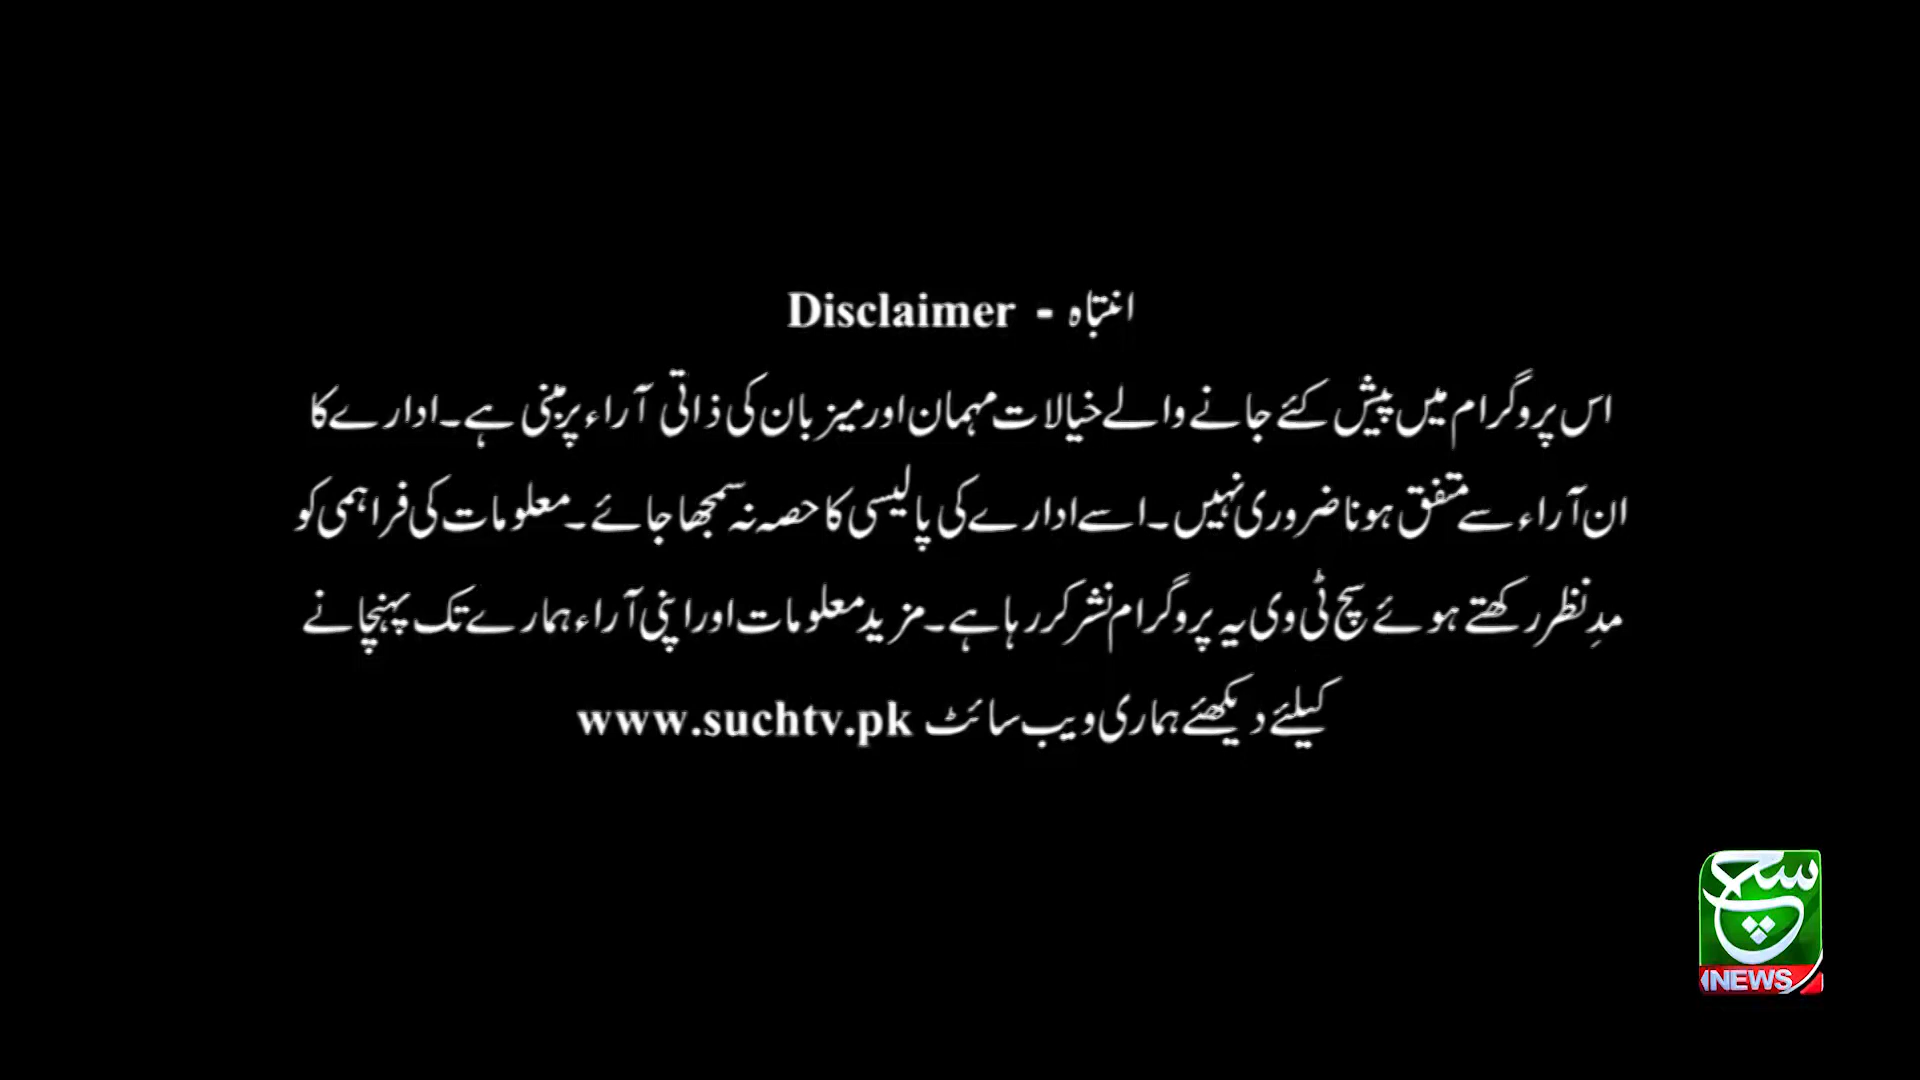 انتباہ - Disclaimer
اس پروگرام میں پیش کئے جانے والے خیالات مہمان اور میزبان کی ذاتی آراء پر مبنی ہے۔ ادارے کا
ان آراء سے متفق ہونا ضروری نہیں۔ اسے ادارے کی پالیسی کا حصہ نہ سمجھا جائے۔ معلومات کی فراہمی کو
مدِنظر رکھتے ہوئے سچ ٹی وی یہ پروگرام نشر کر رہا ہے۔ مزید معلومات اور اپنی آراء ہمارے تک پہنچانے
کیلئے دیکھئے ہماری ویب سائٹ www.suchtv.pk
سچ
NEWS